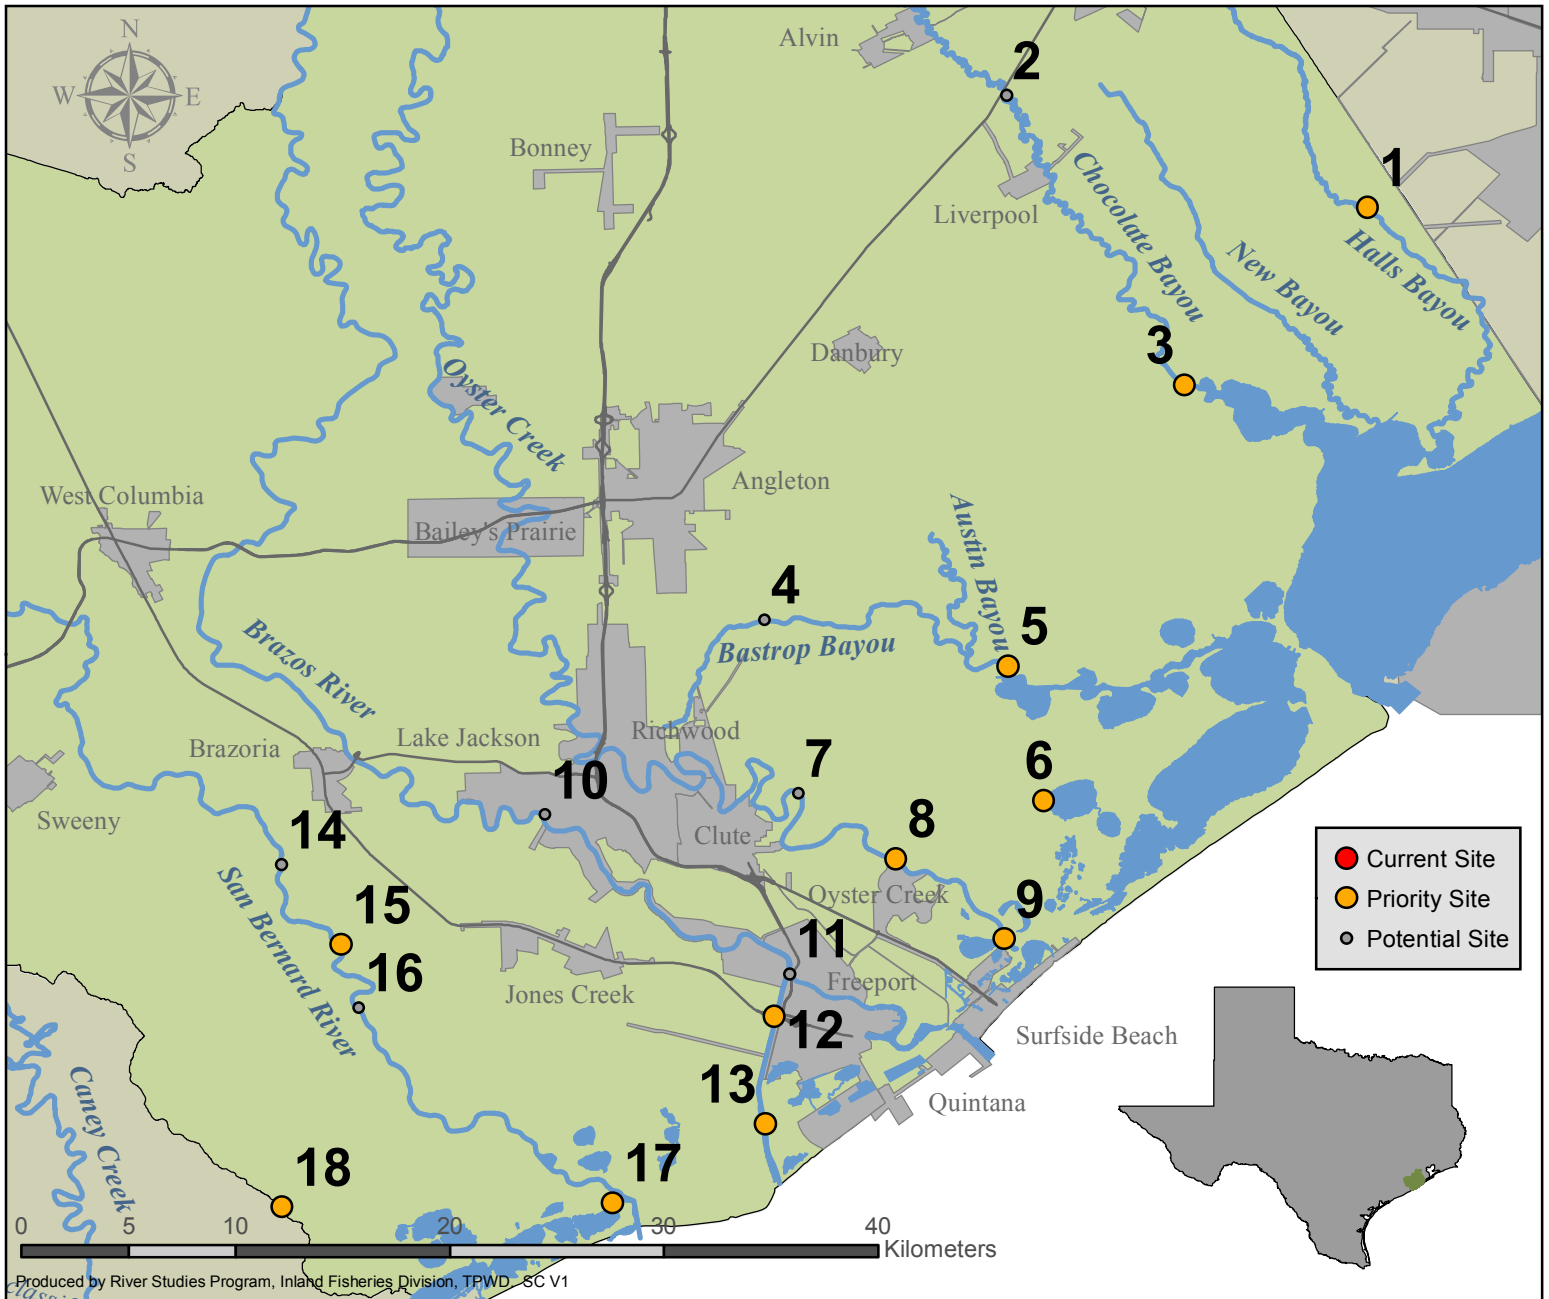 N
W E
S
Alvin
2
Bonney
1
Liverpool
Chocolate Bayou
New Bayou
Halls Bayou
3
Danbury
Oyster Creek
West Columbia
Angleton
Bailey's Prairie
Austin Bayou
4
5
Bastrop Bayou
Brazos River
Richwood
Lake Jackson
Brazoria
10
7
6
Sweeny
14
Clute
8
Current Site
Priority Site
Potential Site
San Bernard River
15
Oyster Creek
9
11
16
Jones Creek
Freeport
12
Surfside Beach
Caney Creek
13
Quintana
18
17
0 5 10 20 30 40
Kilometers
Produced by River Studies Program, Inland Fisheries Division, TPWD. SC V1